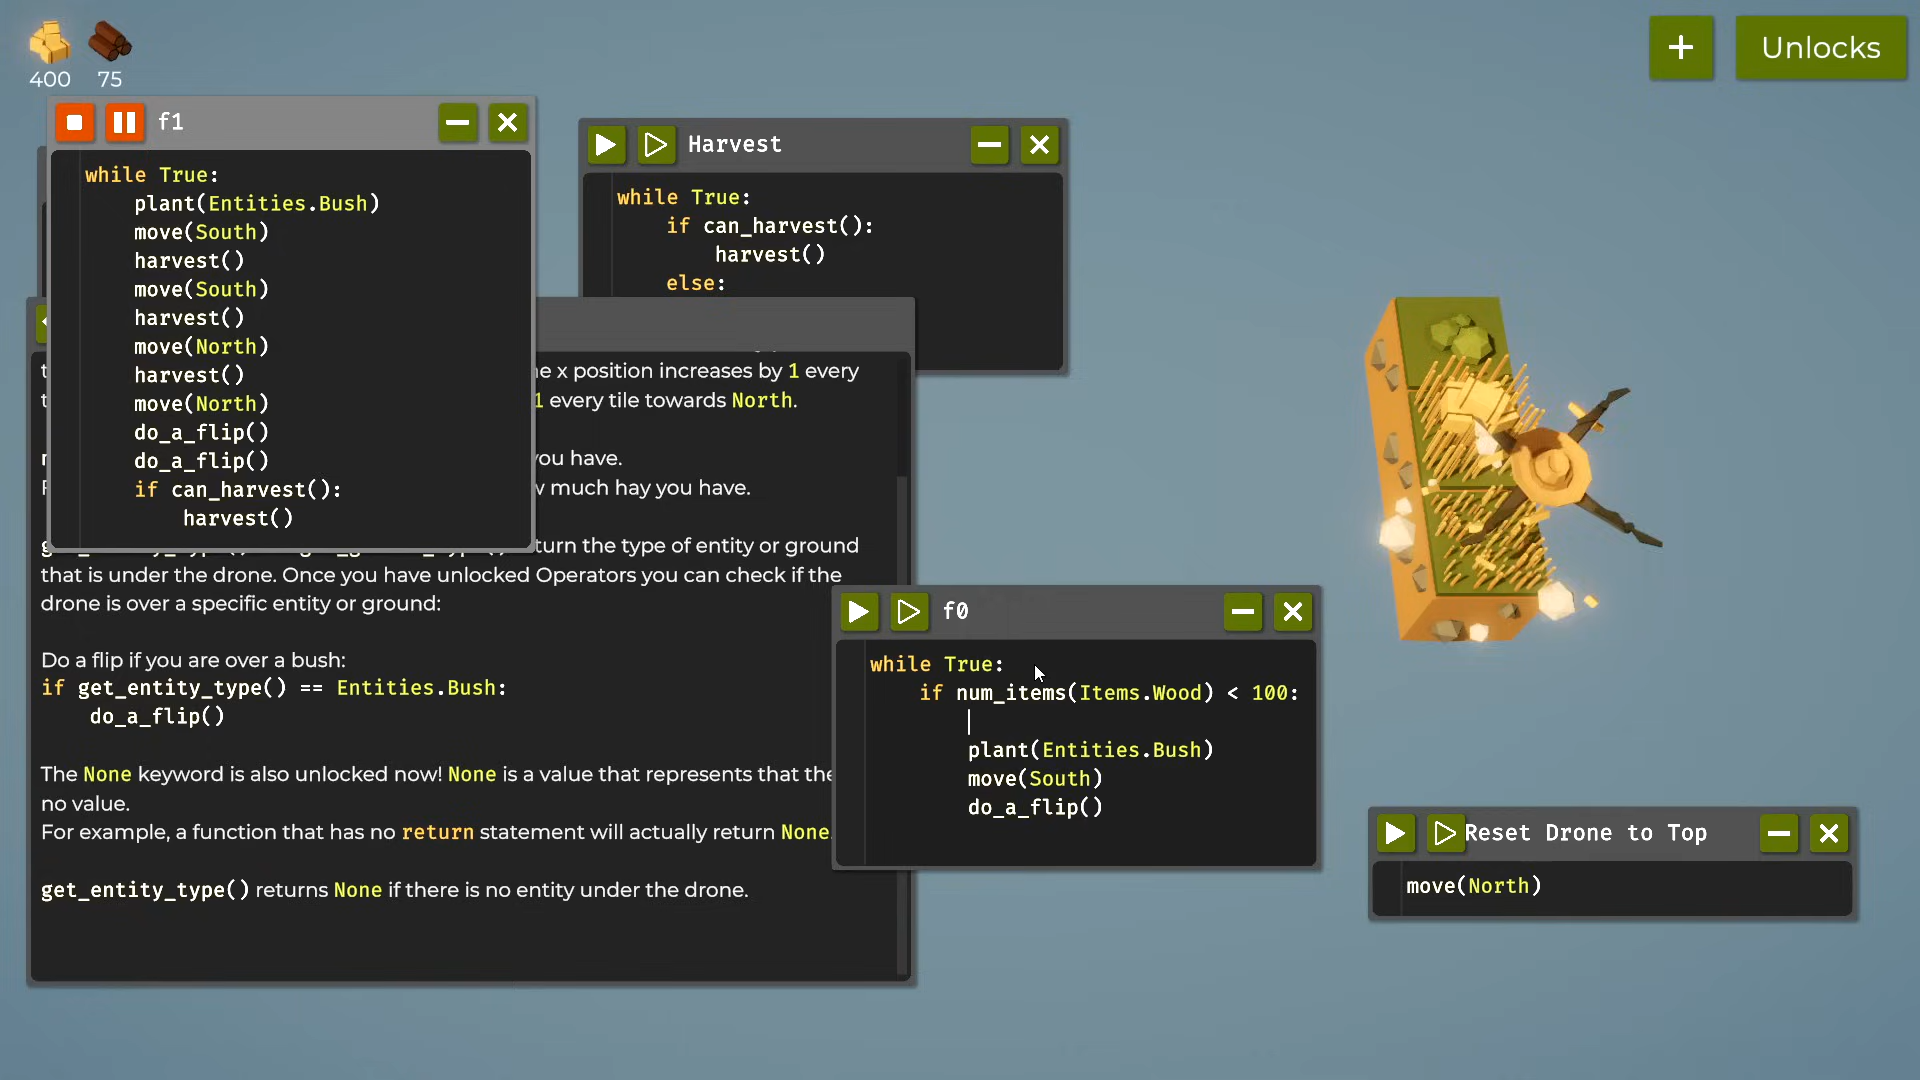 400 75
+ Unlocks
f1
while True:
plant(Entities.Bush)
move(South)
harvest()
move(South)
harvest()
move(North)
harvest()
move(North)
do_a_flip()
do_a_flip()
if can_harvest():
harvest()
Harvest
while True:
if can_harvest():
harvest()
else:
x position increases by 1 every
1 every tile towards North.
you have.
much hay you have.
the type of entity or ground
that is under the drone. Once you have unlocked Operators you can check if the
drone is over a specific entity or ground:
Do a flip if you are over a bush:
if get_entity_type() == Entities.Bush:
do_a_flip()
The None keyword is also unlocked now! None is a value that represents that
no value.
For example, a function that has no return statement will actually return None
get_entity_type() returns None if there is no entity under the drone.
f0
while True:
if num_items(Items.Wood) < 100:
plant(Entities.Bush)
move(South)
do_a_flip()
Reset Drone to Top
move(North)